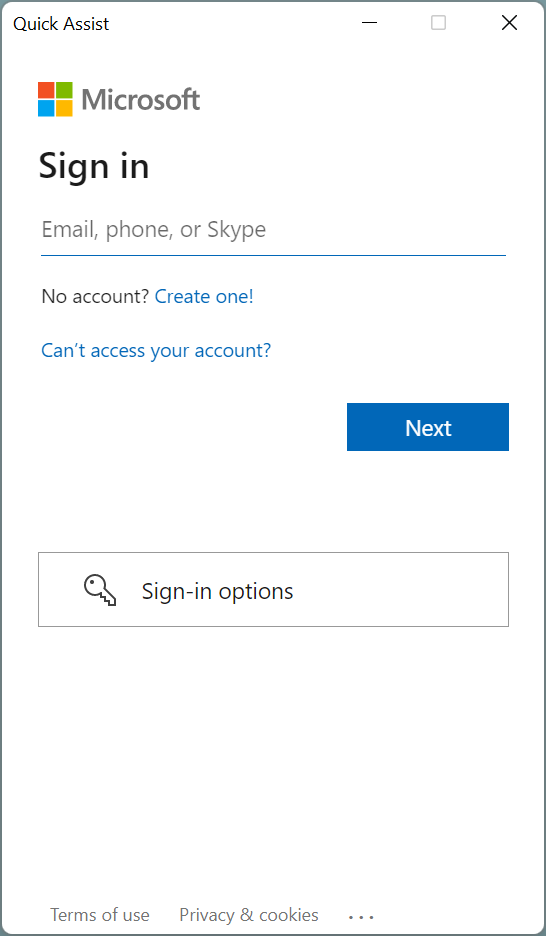 Quick Assist
Microsoft
Sign in
Email, phone, or Skype
No account? Create one!
Can’t access your account?
Next
Sign-in options
Terms of use Privacy & cookies ...